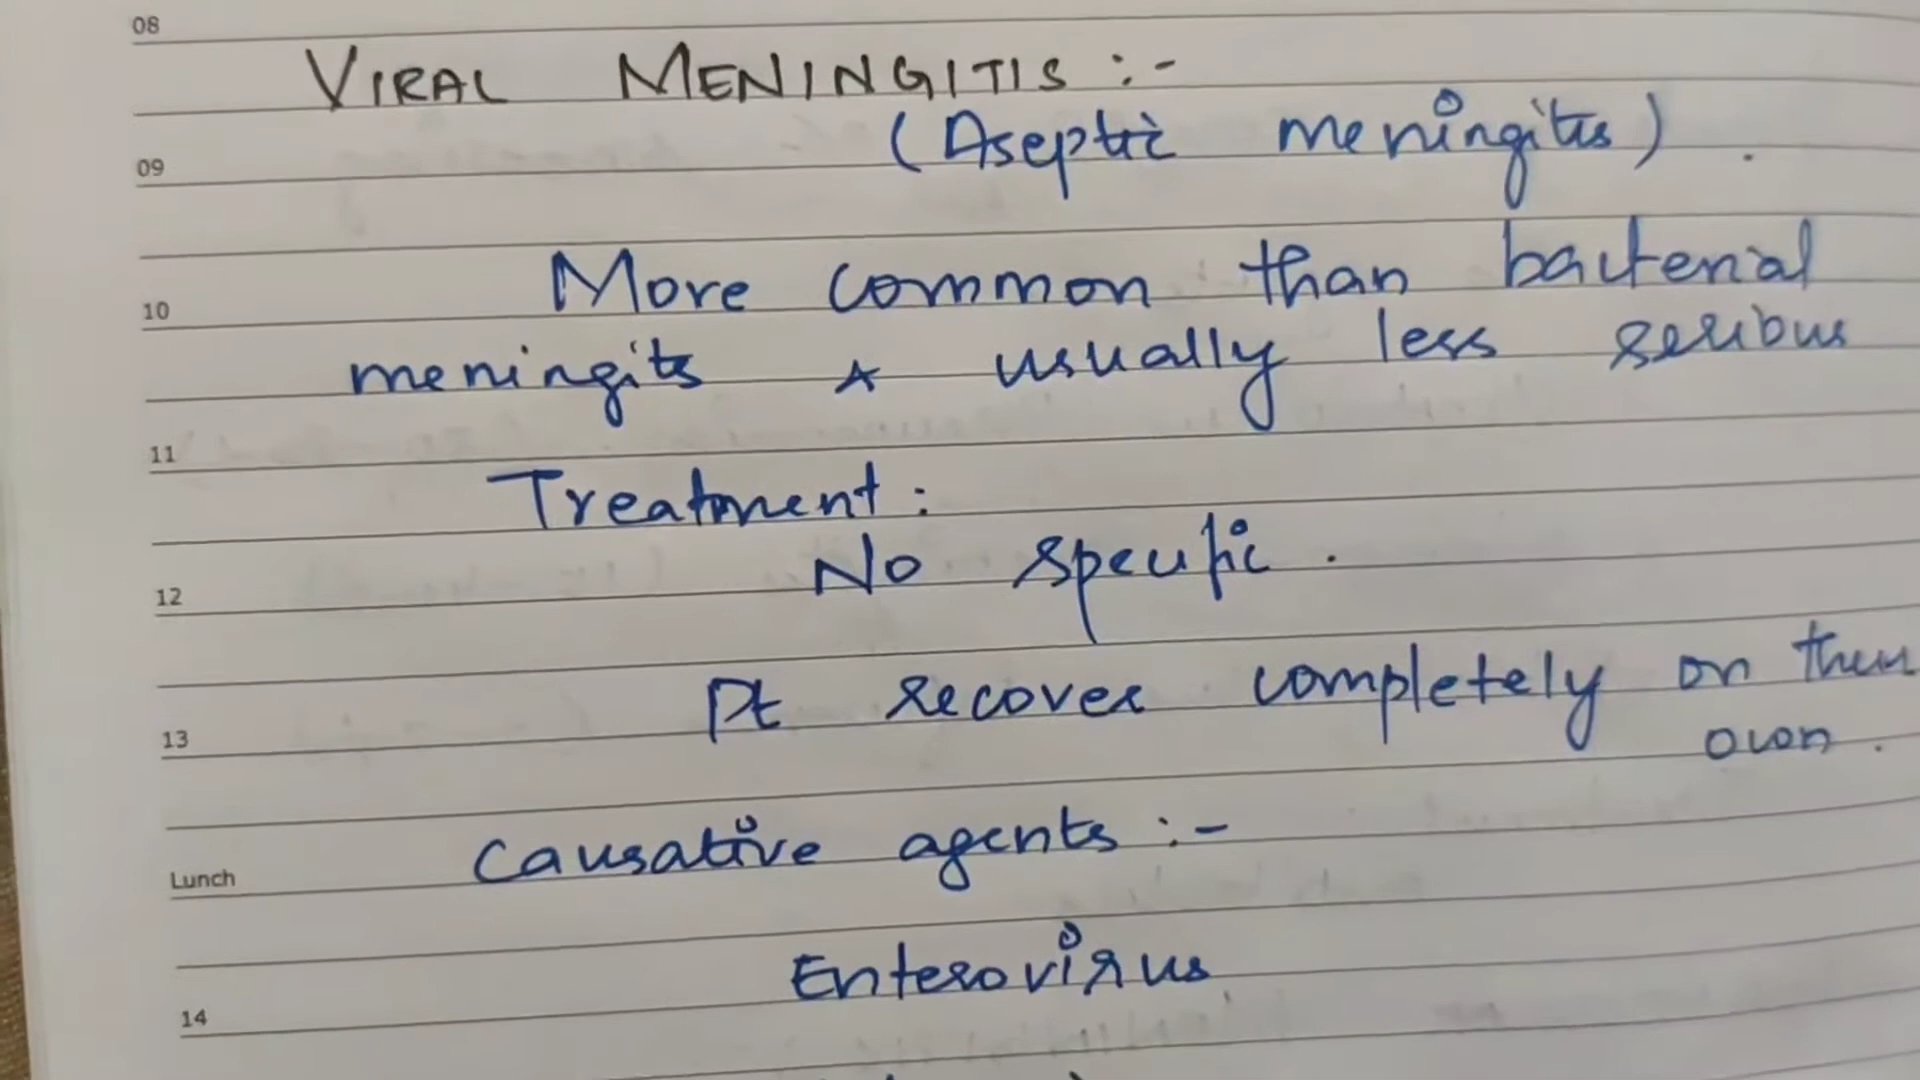 08
VIRAL MENINGITIS :-
(Aseptic meningitis).
09
More common than bacterial
10
meningits & usually less serious
11
Treatment :
No specific.
12
Pt recover completely on their
13
own.
Causative agents :-
Lunch
Enterovirus
14